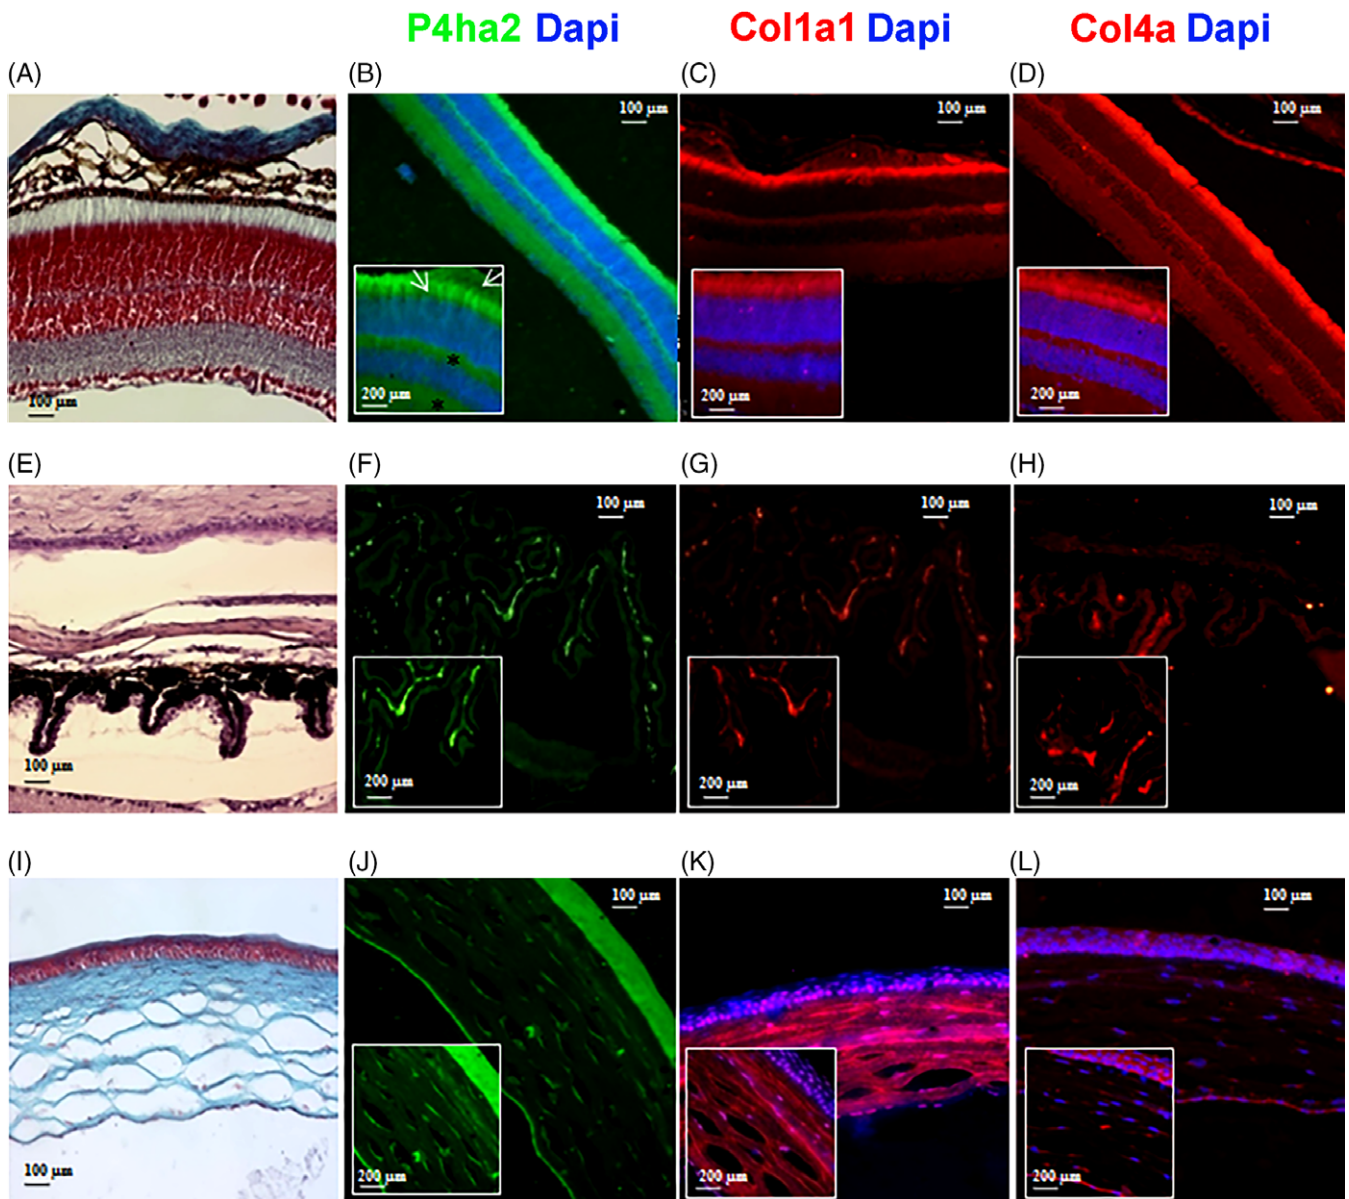 P4ha2 Dapi Col1a1 Dapi Col4a Dapi
(A) (B) (C) (D)
100 µm 100 µm 100 µm
200 µm 200 µm 200 µm
100 µm
(E) (F) (G) (H)
100 µm 100 µm 100 µm
100 µm 200 µm 200 µm 200 µm
(I) (J) (K) (L)
100 µm 100 µm 100 µm
100 µm 200 µm 200 µm 200 µm